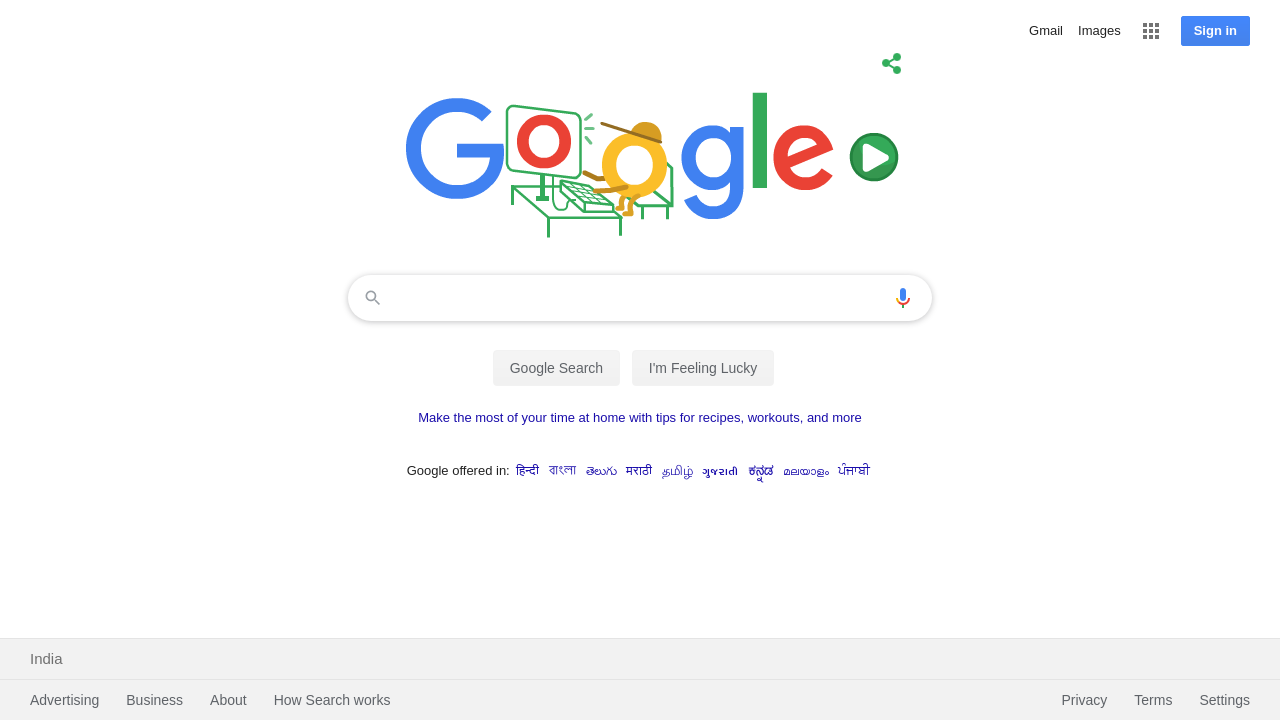 Gmail Images Sign in
Google
Google Search I'm Feeling Lucky
Make the most of your time at home with tips for recipes, workouts, and more
Google offered in: हिन्दी বাংলা తెలుగు मराठी தமிழ் ગુજરાતી ಕನ್ನಡ മലയാളം ਪੰਜਾਬੀ
India
Advertising Business About How Search works Privacy Terms Settings